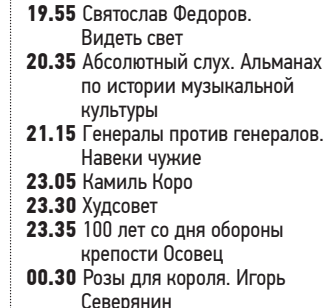 19.55 Святослав Федоров.
Видеть свет
20.35 Абсолютный слух. Альманах
по истории музыкальной
культуры
21.15 Генералы против генералов.
Навеки чужие
23.05 Камиль Коро
23.30 Худсовет
23.35 100 лет со дня обороны
крепости Осовец
00.30 Розы для короля. Игорь
Северянин